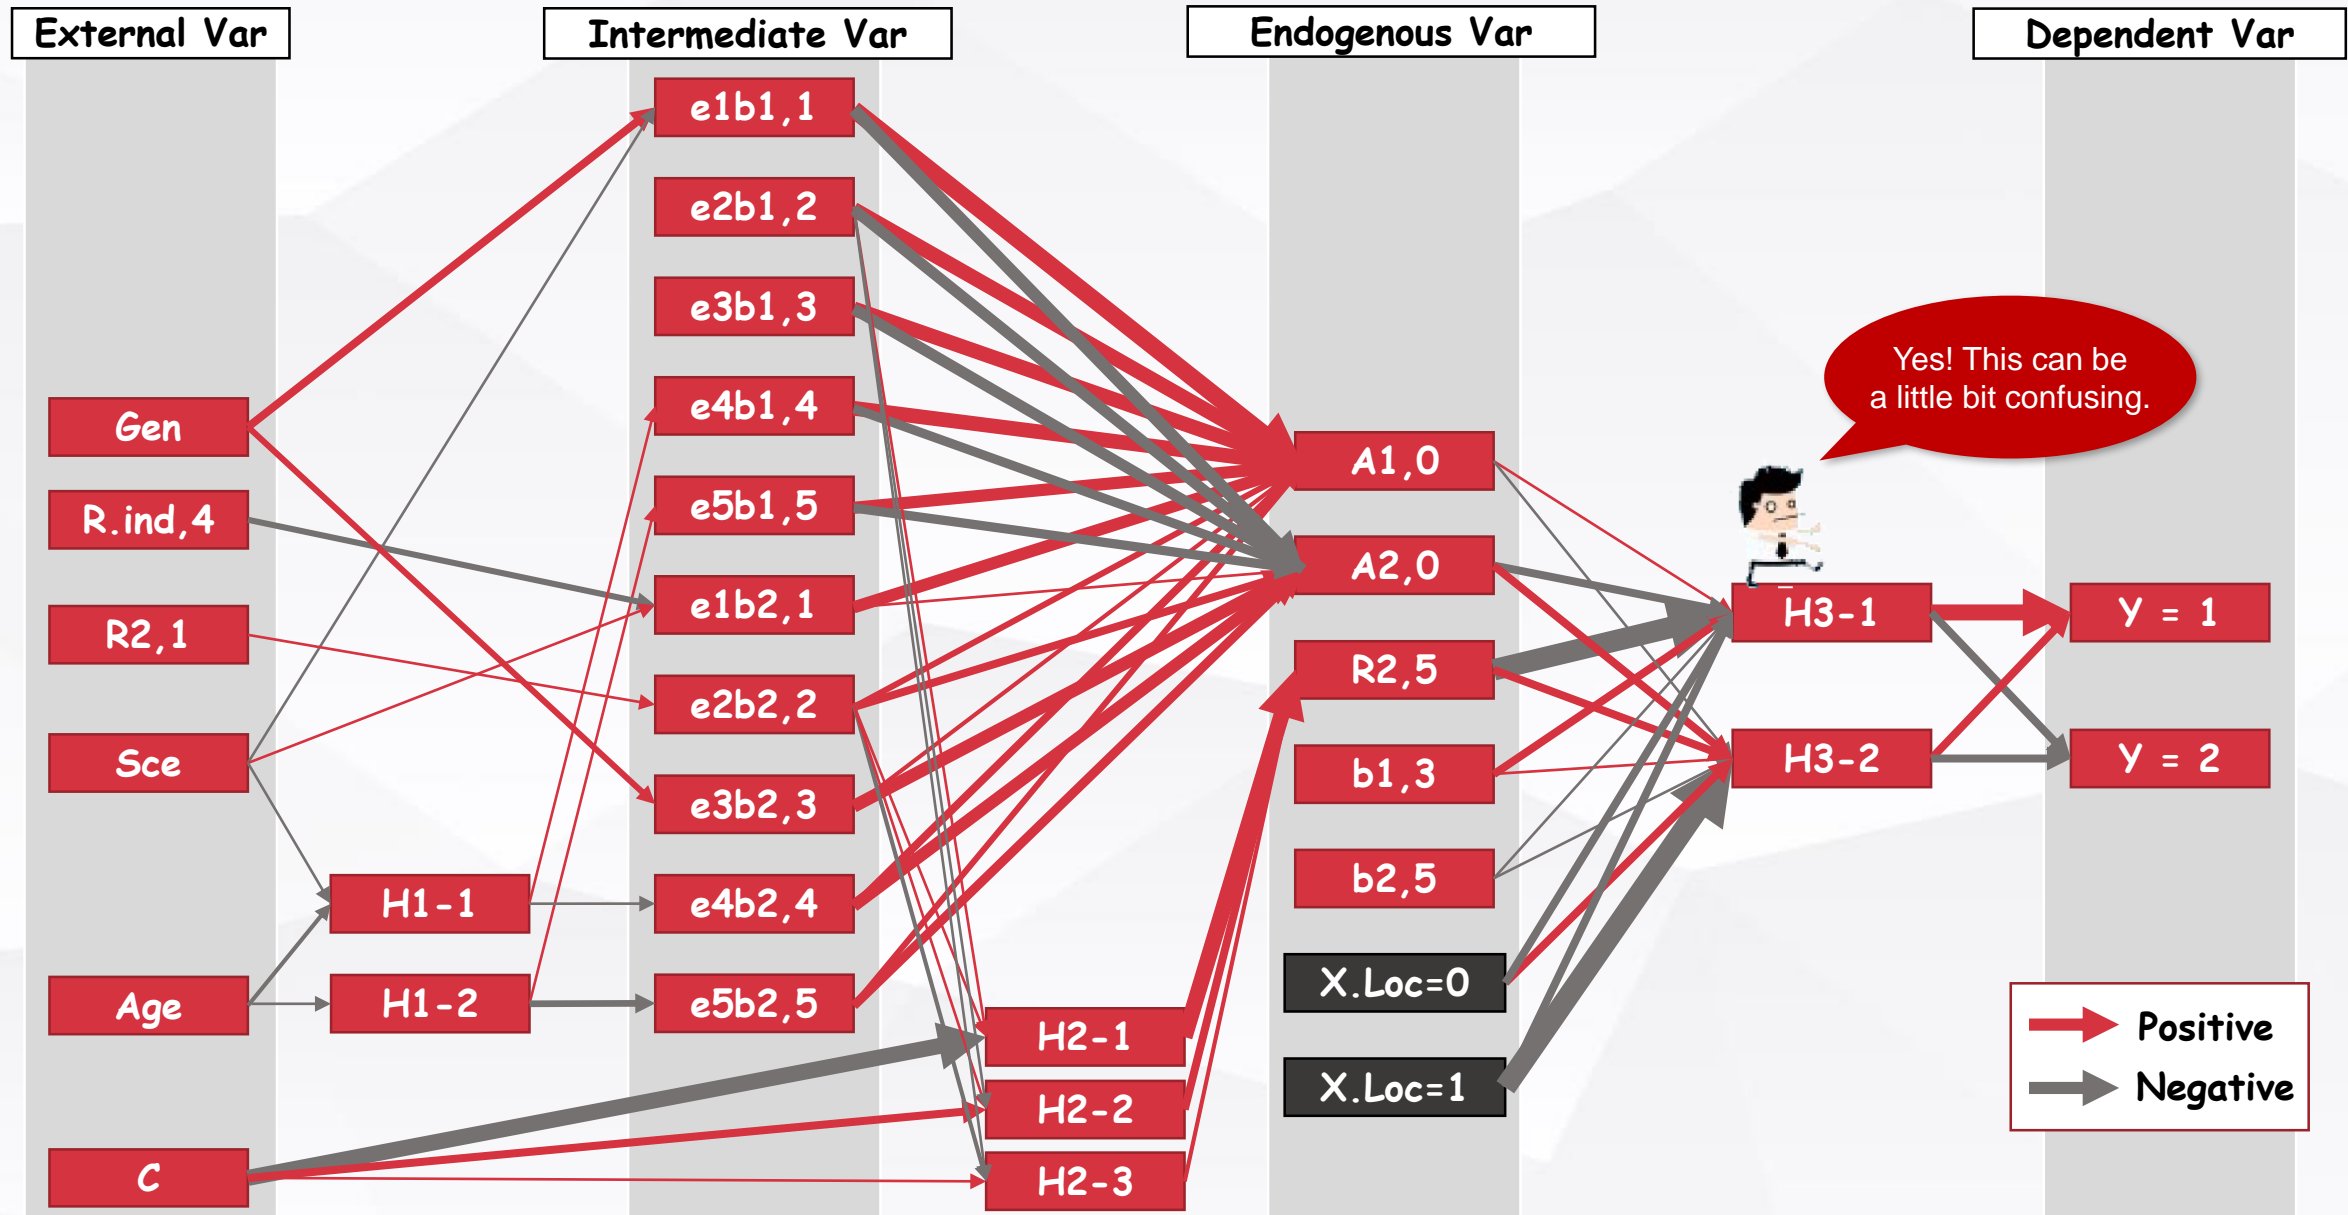 External Var
Intermediate Var
Endogenous Var
Dependent Var
e1b1,1
e2b1,2
e3b1,3
e4b1,4
e5b1,5
e1b2,1
e2b2,2
e3b2,3
e4b2,4
e5b2,5
Gen
R.ind,4
R2,1
Sce
Age
C
H1-1
H1-2
H2-1
H2-2
H2-3
A1,0
A2,0
R2,5
b1,3
b2,5
X.Loc=0
X.Loc=1
Yes! This can be
a little bit confusing.
H3-1
H3-2
Y = 1
Y = 2
Positive
Negative